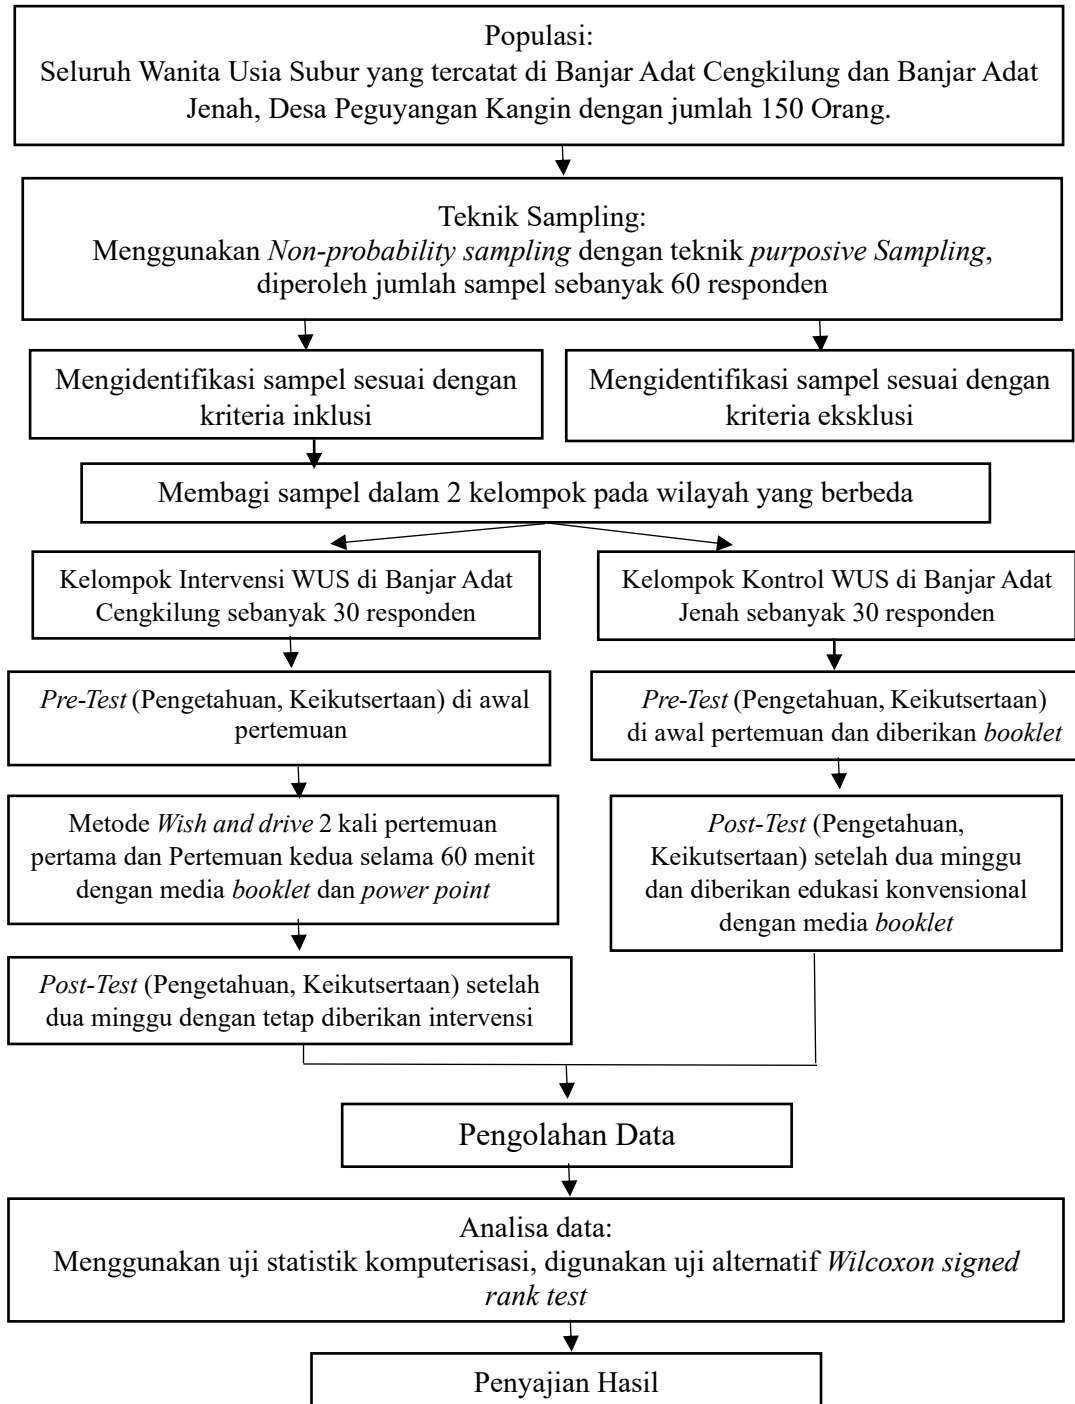 Populasi:
Seluruh Wanita Usia Subur yang tercatat di Banjar Adat Cengkilung dan Banjar Adat
Jenah, Desa Peguyangan Kangin dengan jumlah 150 Orang.
Teknik Sampling:
Menggunakan Non-probability sampling dengan teknik purposive Sampling,
diperoleh jumlah sampel sebanyak 60 responden
Mengidentifikasi sampel sesuai dengan
kriteria inklusi
Mengidentifikasi sampel sesuai dengan
kriteria eksklusi
Membagi sampel dalam 2 kelompok pada wilayah yang berbeda
Kelompok Intervensi WUS di Banjar Adat
Cengkilung sebanyak 30 responden
Kelompok Kontrol WUS di Banjar Adat
Jenah sebanyak 30 responden
Pre-Test (Pengetahuan, Keikutsertaan) di awal
pertemuan
Pre-Test (Pengetahuan, Keikutsertaan)
di awal pertemuan dan diberikan booklet
Metode Wish and drive 2 kali pertemuan
pertama dan Pertemuan kedua selama 60 menit
dengan media booklet dan power point
Post-Test (Pengetahuan,
Keikutsertaan) setelah dua minggu
dan diberikan edukasi konvensional
dengan media booklet
Post-Test (Pengetahuan, Keikutsertaan) setelah
dua minggu dengan tetap diberikan intervensi
Pengolahan Data
Analisa data:
Menggunakan uji statistik komputerisasi, digunakan uji alternatif Wilcoxon signed
rank test
Penyajian Hasil